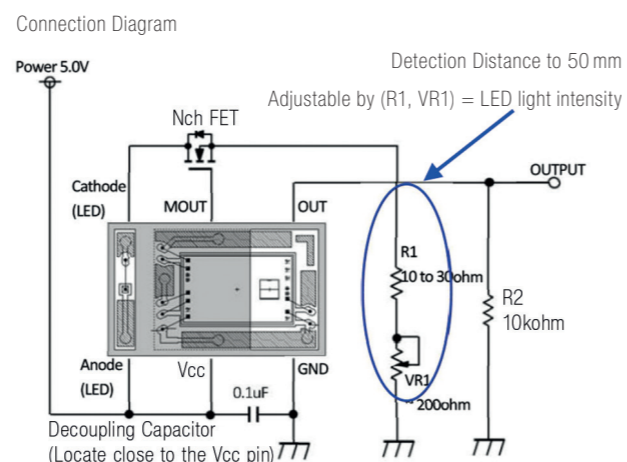 Connection Diagram
Power 5.0V
Detection Distance to 50 mm
Adjustable by (R1, VR1) = LED light intensity
Nch FET
OUTPUT
Cathode
(LED)
MOUT
OUT
R1
10 to 30ohm
R2
10kohm
Anode
(LED)
Vcc
GND
VR1
~200ohm
0.1uF
Decoupling Capacitor
(Locate close to the Vcc pin)